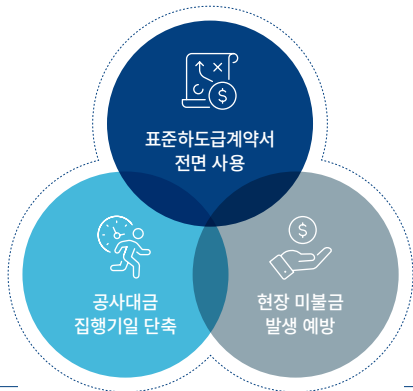 표준하도급계약서
전면 사용
공사대금
집행기일 단축
현장 미불금
발생 예방